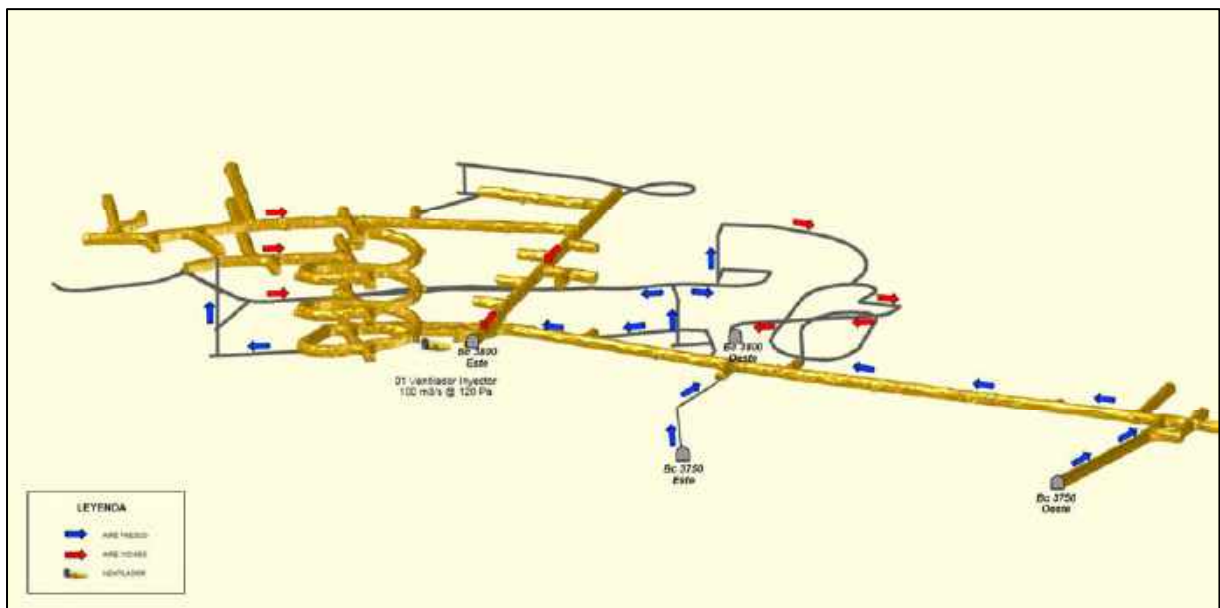 Bc 3800
Este
01 Ventilador Inyector
100 m3/s @ 120 Pa
Bc 3800
Oeste
Bc 3750
Este
Bc 3750
Oeste
LEYENDA
AIRE FRESCO
AIRE VICIADO
VENTILADOR